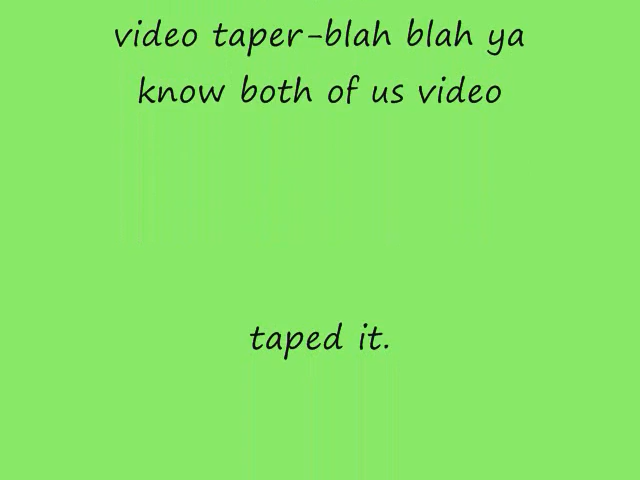 video taper-blah blah ya
know both of us video
taped it.